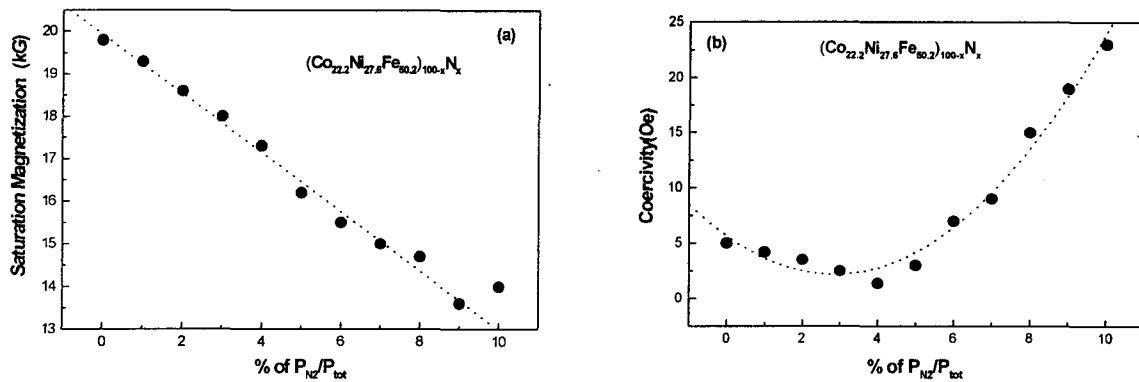 (a)
(Co22.2Ni27.6Fe50.2)100-xNx
Saturation Magnetization (kG)
20
19
18
17
16
15
14
13
0 2 4 6 8 10
% of PN2/Ptot
(b)
(Co22.2Ni27.6Fe50.2)100-xNx
Coercivity(Oe)
25
20
15
10
5
0
0 2 4 6 8 10
% of PN2/Ptot